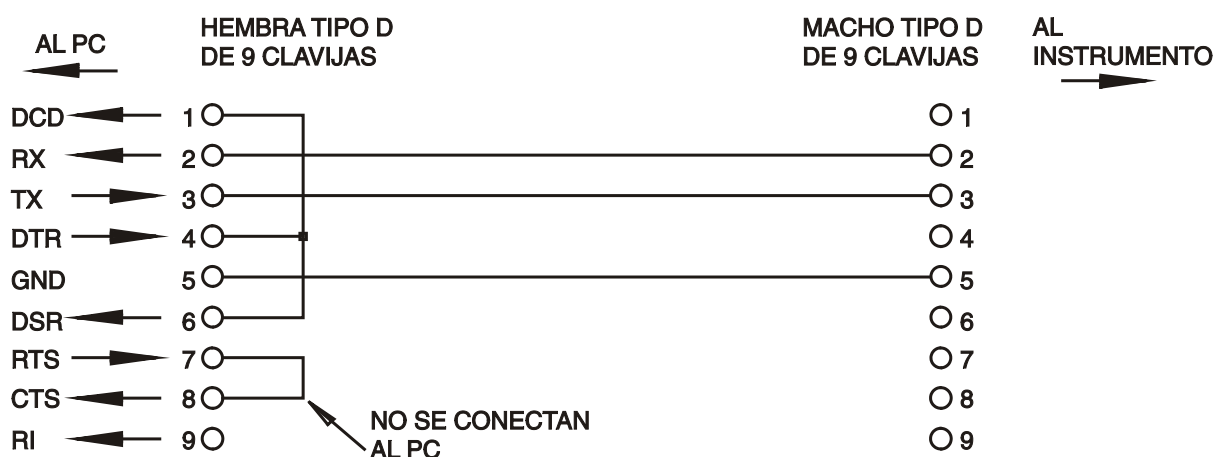 AL PC
HEMBRA TIPO D
DE 9 CLAVIJAS
MACHO TIPO D
DE 9 CLAVIJAS
AL
INSTRUMENTO
DCD 1 1
RX 2 2
TX 3 3
DTR 4 4
GND 5 5
DSR 6 6
RTS 7 7
CTS 8 8
RI 9 9
NO SE CONECTAN
AL PC